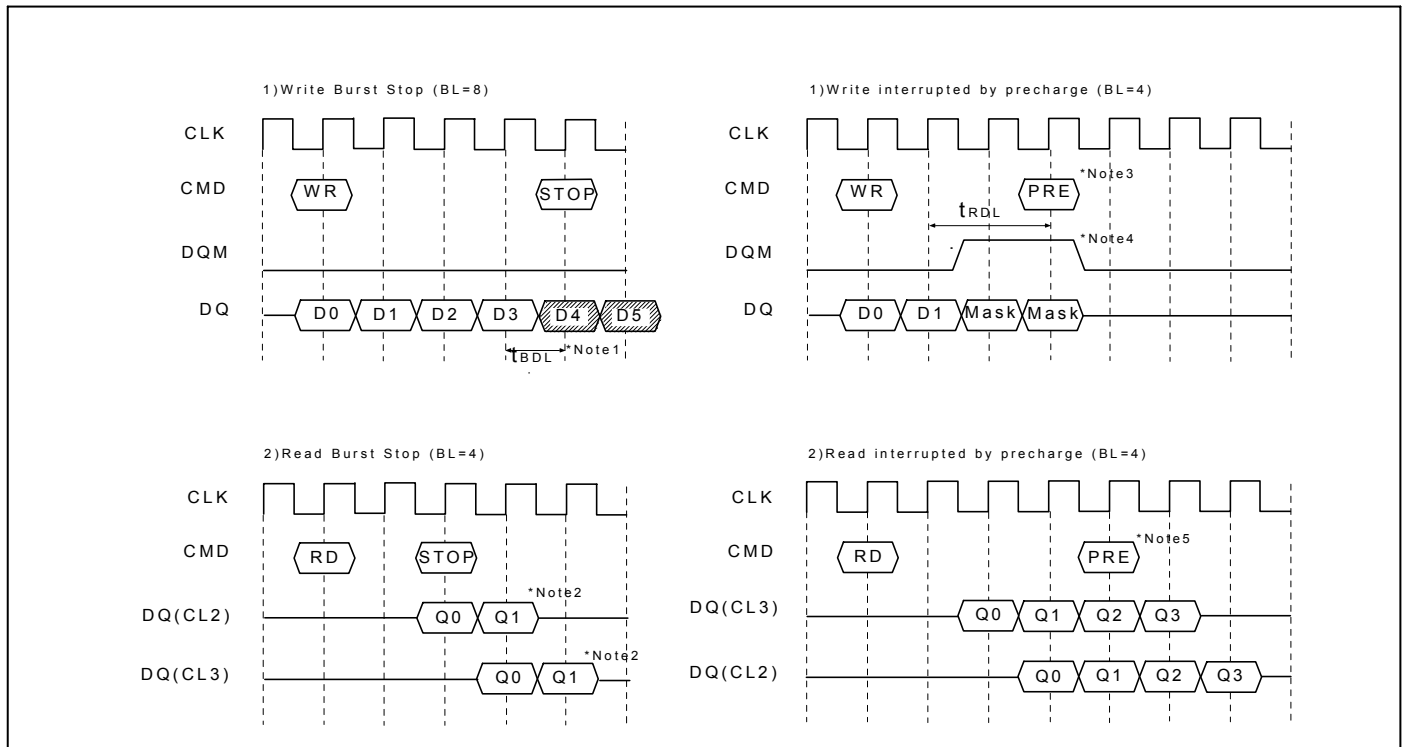 1)Write Burst Stop (BL=8)
CLK
CMD
WR
STOP
DQM
DQ
D0
D1
D2
D3
D4
D5
tBDL
*Note1
1)Write interrupted by precharge (BL=4)
CLK
CMD
WR
PRE
*Note3
tRDL
DQM
*Note4
DQ
D0
D1
Mask
Mask
2)Read Burst Stop (BL=4)
CLK
CMD
RD
STOP
DQ(CL2)
Q0
Q1
*Note2
DQ(CL3)
Q0
Q1
*Note2
2)Read interrupted by precharge (BL=4)
CLK
CMD
RD
PRE
*Note5
DQ(CL3)
Q0
Q1
Q2
Q3
DQ(CL2)
Q0
Q1
Q2
Q3